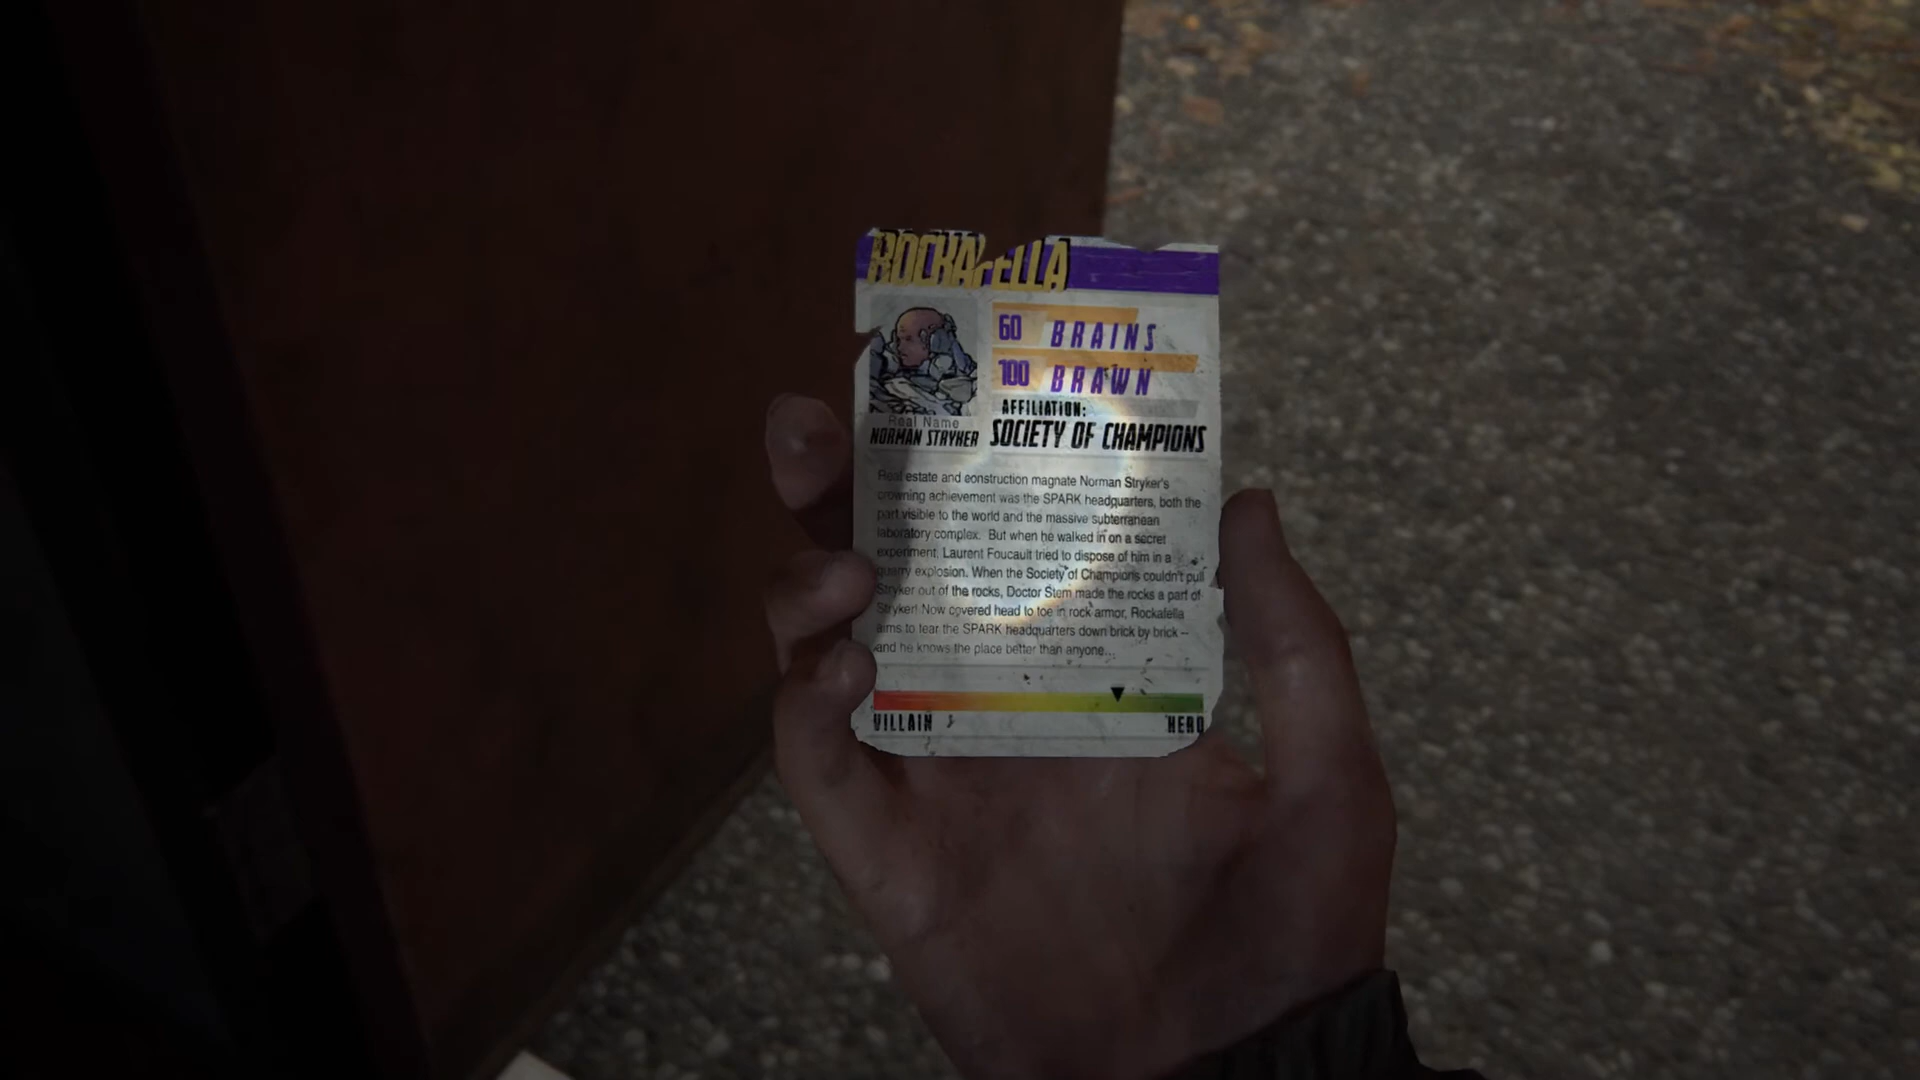 ROCKAFELLA
60 BRAINS
100 BRAWN
AFFILIATION:
SOCIETY OF CHAMPIONS
Real Name
NORMAN STRYKER
Real estate and construction magnate Norman Stryker's
crowning achievement was the SPARK headquarters, both the
part visible to the world and the massive subterranean
laboratory complex. But when he walked in on a secret
experiment, Laurent Foucault tried to dispose of him in a
quarry explosion. When the Society of Champions couldn't pull
Stryker out of the rocks, Doctor Stem made the rocks a part of
Stryker! Now covered head to toe in rock armor, Rockafella
aims to tear the SPARK headquarters down brick by brick –
and he knows the place better than anyone...
VILLAIN HERO